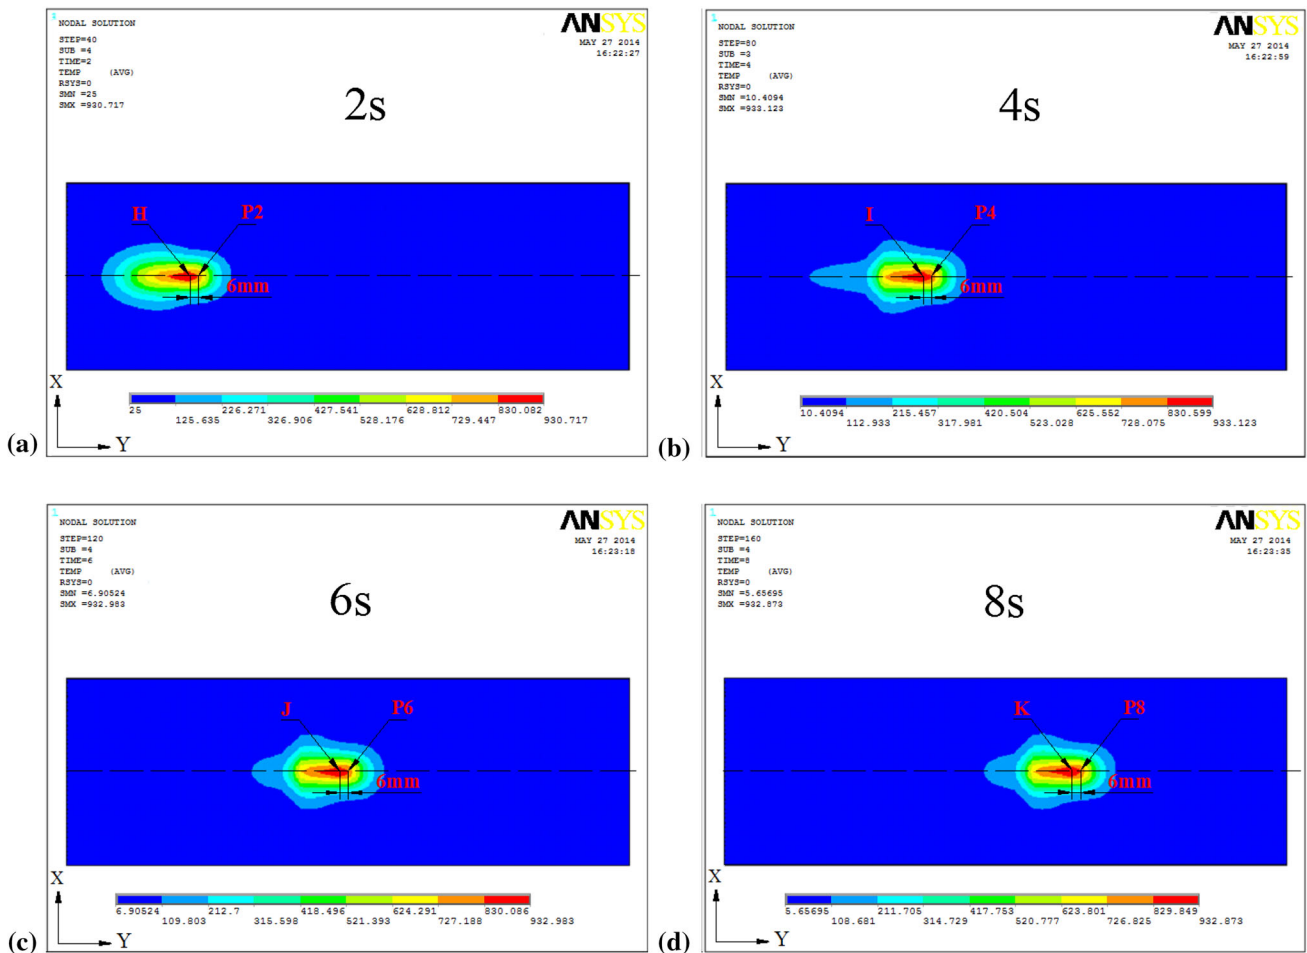 1
NODAL SOLUTION
STEP=40
SUB =4
TIME=2
TEMP (AVG)
RSYS=0
SMN =25
SMX =930.717
ANSYS
MAY 27 2014
16:22:27
2s
H
P2
6mm
X
Y
25
226.271
427.541
628.812
830.082
125.635
326.906
528.176
729.447
930.717
(a)
1
NODAL SOLUTION
STEP=80
SUB =3
TIME=4
TEMP (AVG)
RSYS=0
SMN =10.4094
SMX =933.123
ANSYS
MAY 27 2014
16:22:59
4s
I
P4
6mm
X
Y
10.4094
215.457
420.504
625.552
830.599
112.933
317.981
523.028
728.075
933.123
(b)
1
NODAL SOLUTION
STEP=120
SUB =4
TIME=6
TEMP (AVG)
RSYS=0
SMN =6.90524
SMX =932.983
ANSYS
MAY 27 2014
16:23:18
6s
J
P6
6mm
X
Y
6.90524
212.7
418.496
624.291
830.086
109.803
315.598
521.393
727.188
932.983
(c)
1
NODAL SOLUTION
STEP=160
SUB =4
TIME=8
TEMP (AVG)
RSYS=0
SMN =5.65695
SMX =932.873
ANSYS
MAY 27 2014
16:23:35
8s
K
P8
6mm
X
Y
5.65695
211.705
417.753
623.801
829.849
108.681
314.729
520.777
726.825
932.873
(d)